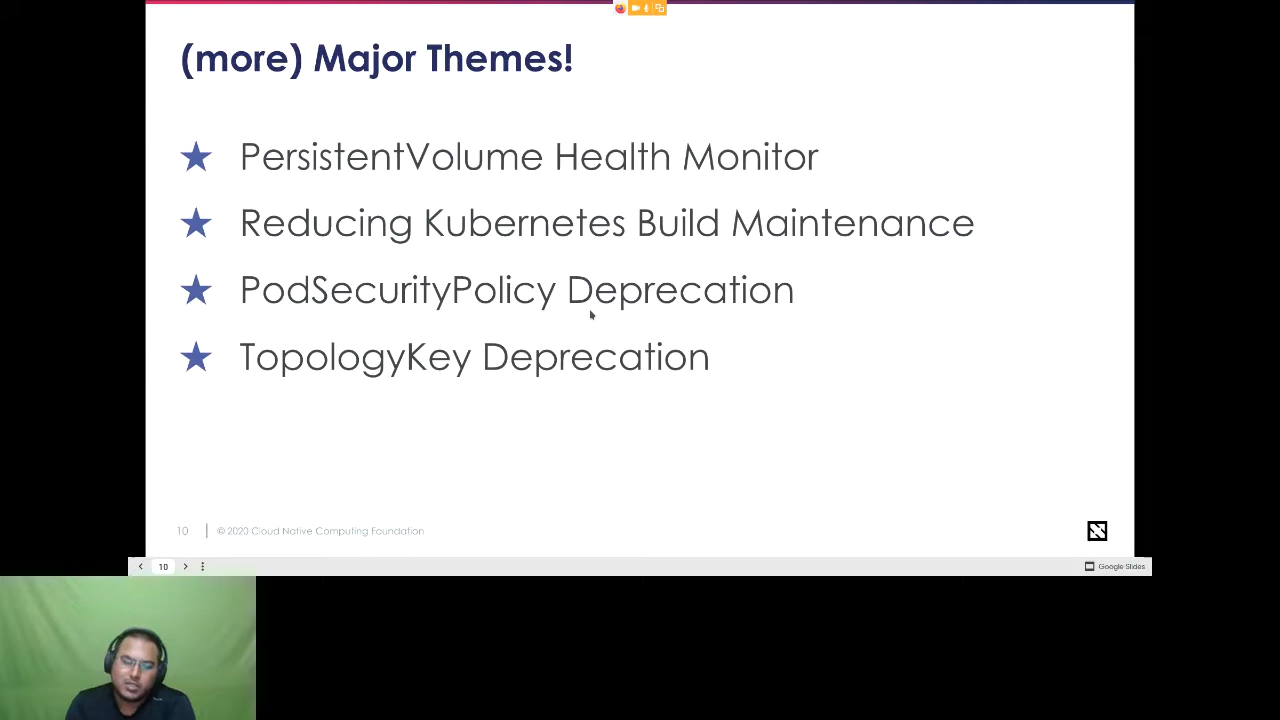 (more) Major Themes!
PersistentVolume Health Monitor
Reducing Kubernetes Build Maintenance
PodSecurityPolicy Deprecation
TopologyKey Deprecation
10
© 2020 Cloud Native Computing Foundation
10
Google Slides